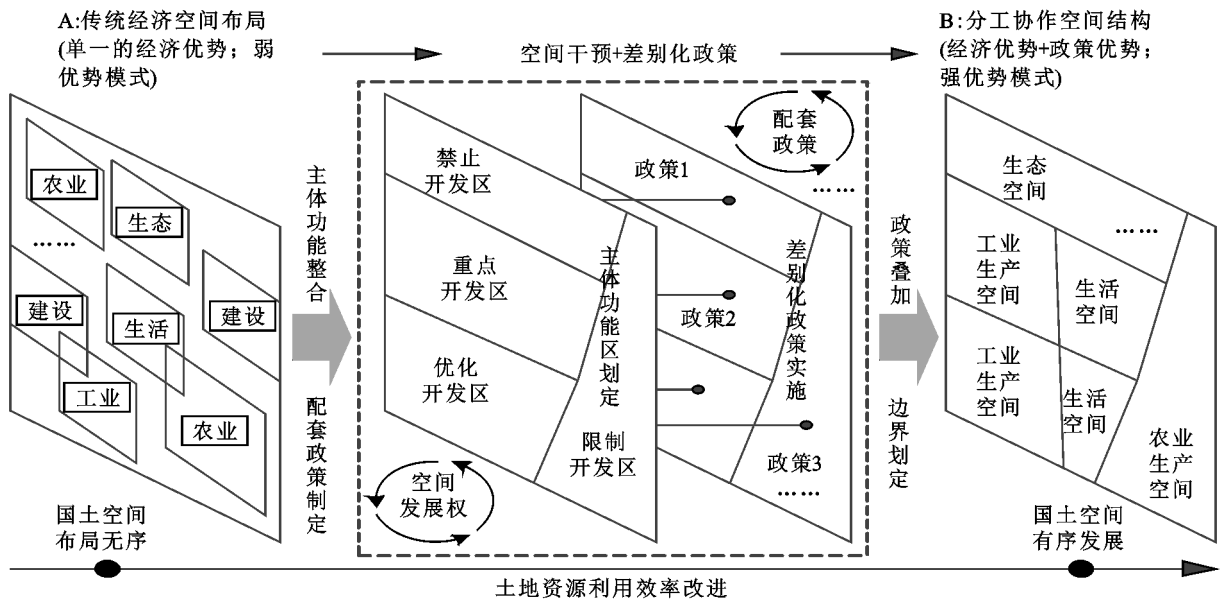 A:传统经济空间布局
(单一的经济优势；弱
优势模式)
空间干预+差别化政策
B:分工协作空间结构
(经济优势+政策优势；
强优势模式)
农业
生态
……
建设
生活
建设
工业
农业
国土空间
布局无序
主体功能整合
配套政策制定
禁止
开发区
重点
开发区
优化
开发区
主体功能区划定
限制
开发区
空间
发展权
配套
政策
政策1
……
政策2
差别化政策实施
政策3
……
政策叠加
边界划定
生态
空间
……
工业
生产
空间
生活
空间
工业
生产
空间
生活
空间
农业
生产
空间
国土空间
有序发展
土地资源利用效率改进